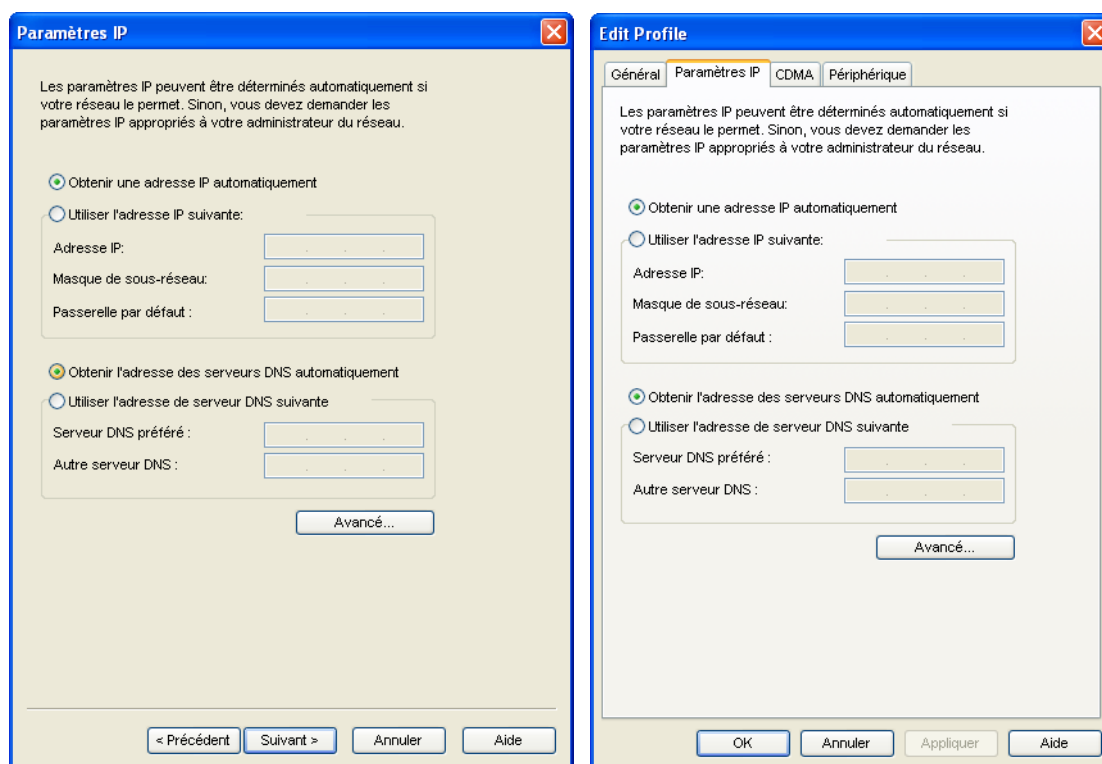 Paramètres IP
Les paramètres IP peuvent être déterminés automatiquement si
votre réseau le permet. Sinon, vous devez demander les
paramètres IP appropriés à votre administrateur du réseau.
Obtenir une adresse IP automatiquement
Utiliser l'adresse IP suivante:
Adresse IP:
Masque de sous-réseau:
Passerelle par défaut :
Obtenir l'adresse des serveurs DNS automatiquement
Utiliser l'adresse de serveur DNS suivante
Serveur DNS préféré :
Autre serveur DNS :
Avancé...
< Précédent Suivant > Annuler Aide
Edit Profile
Général Paramètres IP CDMA Périphérique
Les paramètres IP peuvent être déterminés automatiquement si
votre réseau le permet. Sinon, vous devez demander les
paramètres IP appropriés à votre administrateur du réseau.
Obtenir une adresse IP automatiquement
Utiliser l'adresse IP suivante:
Adresse IP:
Masque de sous-réseau:
Passerelle par défaut :
Obtenir l'adresse des serveurs DNS automatiquement
Utiliser l'adresse de serveur DNS suivante
Serveur DNS préféré :
Autre serveur DNS :
Avancé...
OK Annuler Appliquer Aide